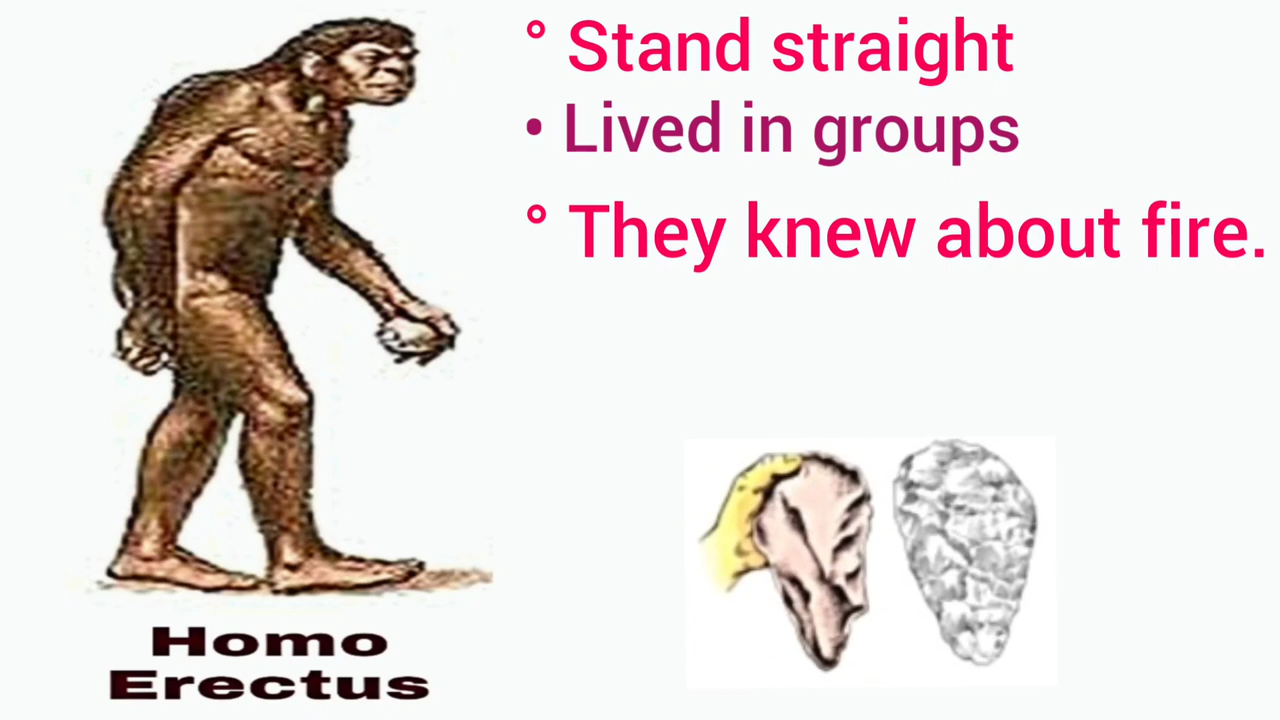 ° Stand straight
• Lived in groups
° They knew about fire.
Homo
Erectus